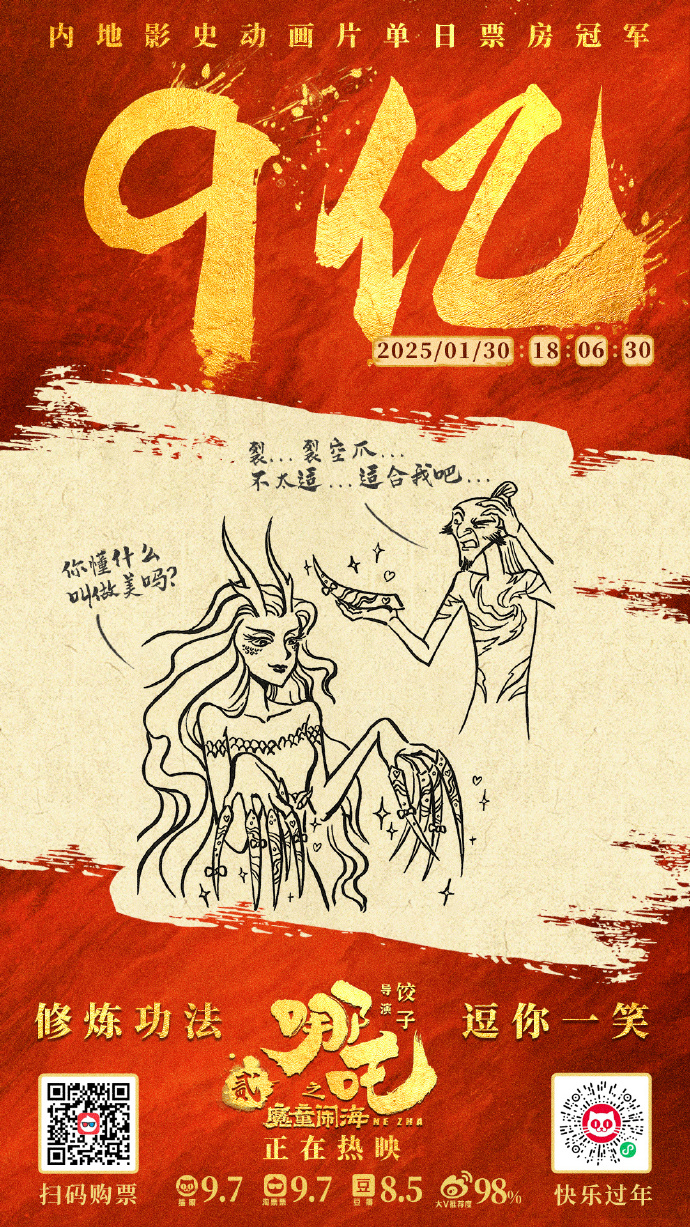 内地影史动画片单日票房冠军
9亿
2025/01/30:18:06:30
裂...裂空爪...
不太逗...适合我吧...
你懂什么
叫做美吗?
修炼功法
逗你一笑
导演
饺子
哪吒
贰
之
魔童闹海
NE ZHA
正在热映
扫码购票
猫眼
9.7
淘票票
9.7
豆
豆瓣
8.5
大V推荐度
98%
快乐过年